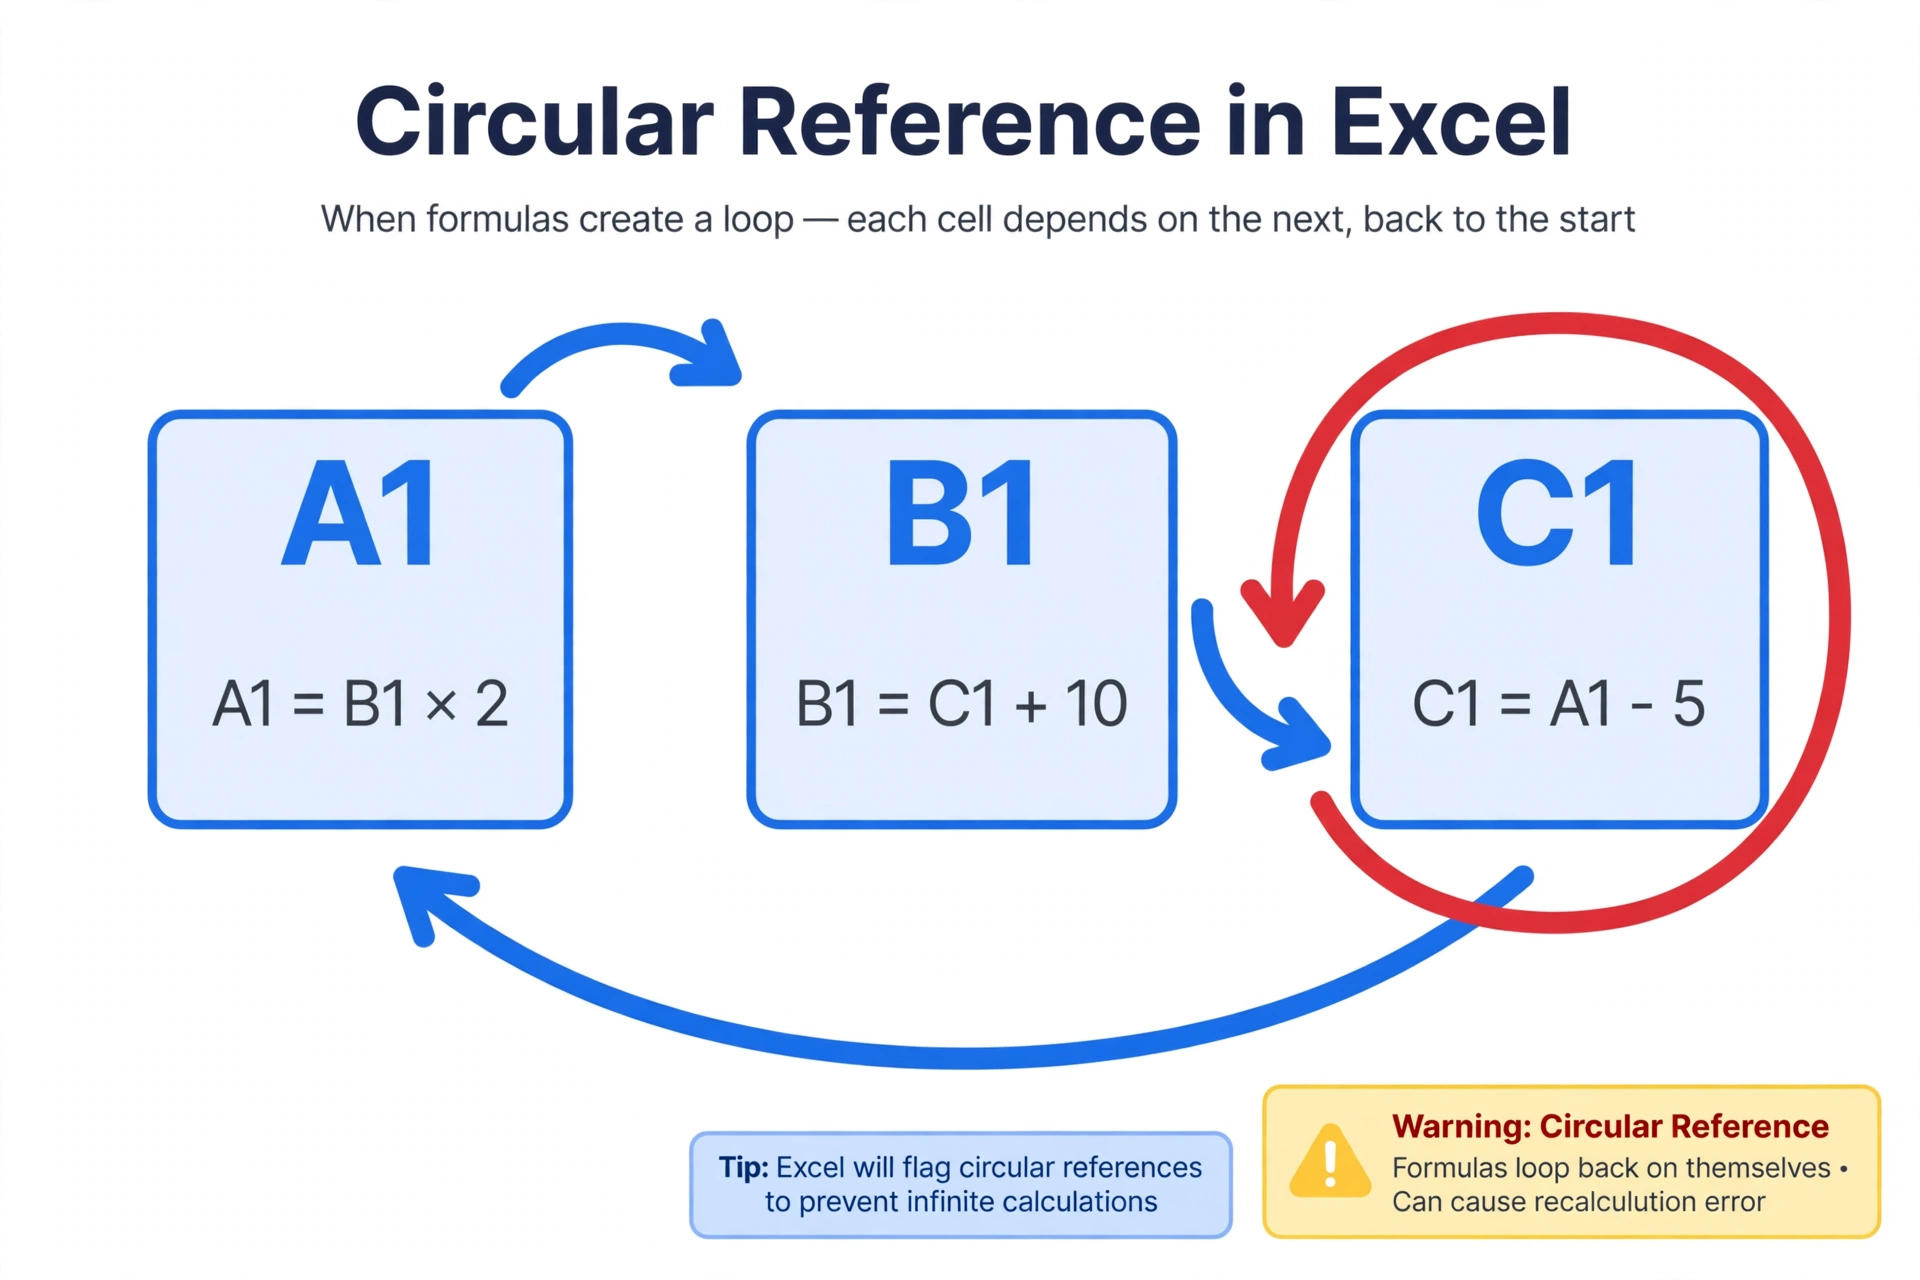 Circular Reference in Excel
When formulas create a loop — each cell depends on the next, back to the start
A1
A1 = B1 × 2
B1
B1 = C1 + 10
C1
C1 = A1 - 5
Tip: Excel will flag circular references
to prevent infinite calculations
Warning: Circular Reference
Formulas loop back on themselves •
Can cause recalculution error